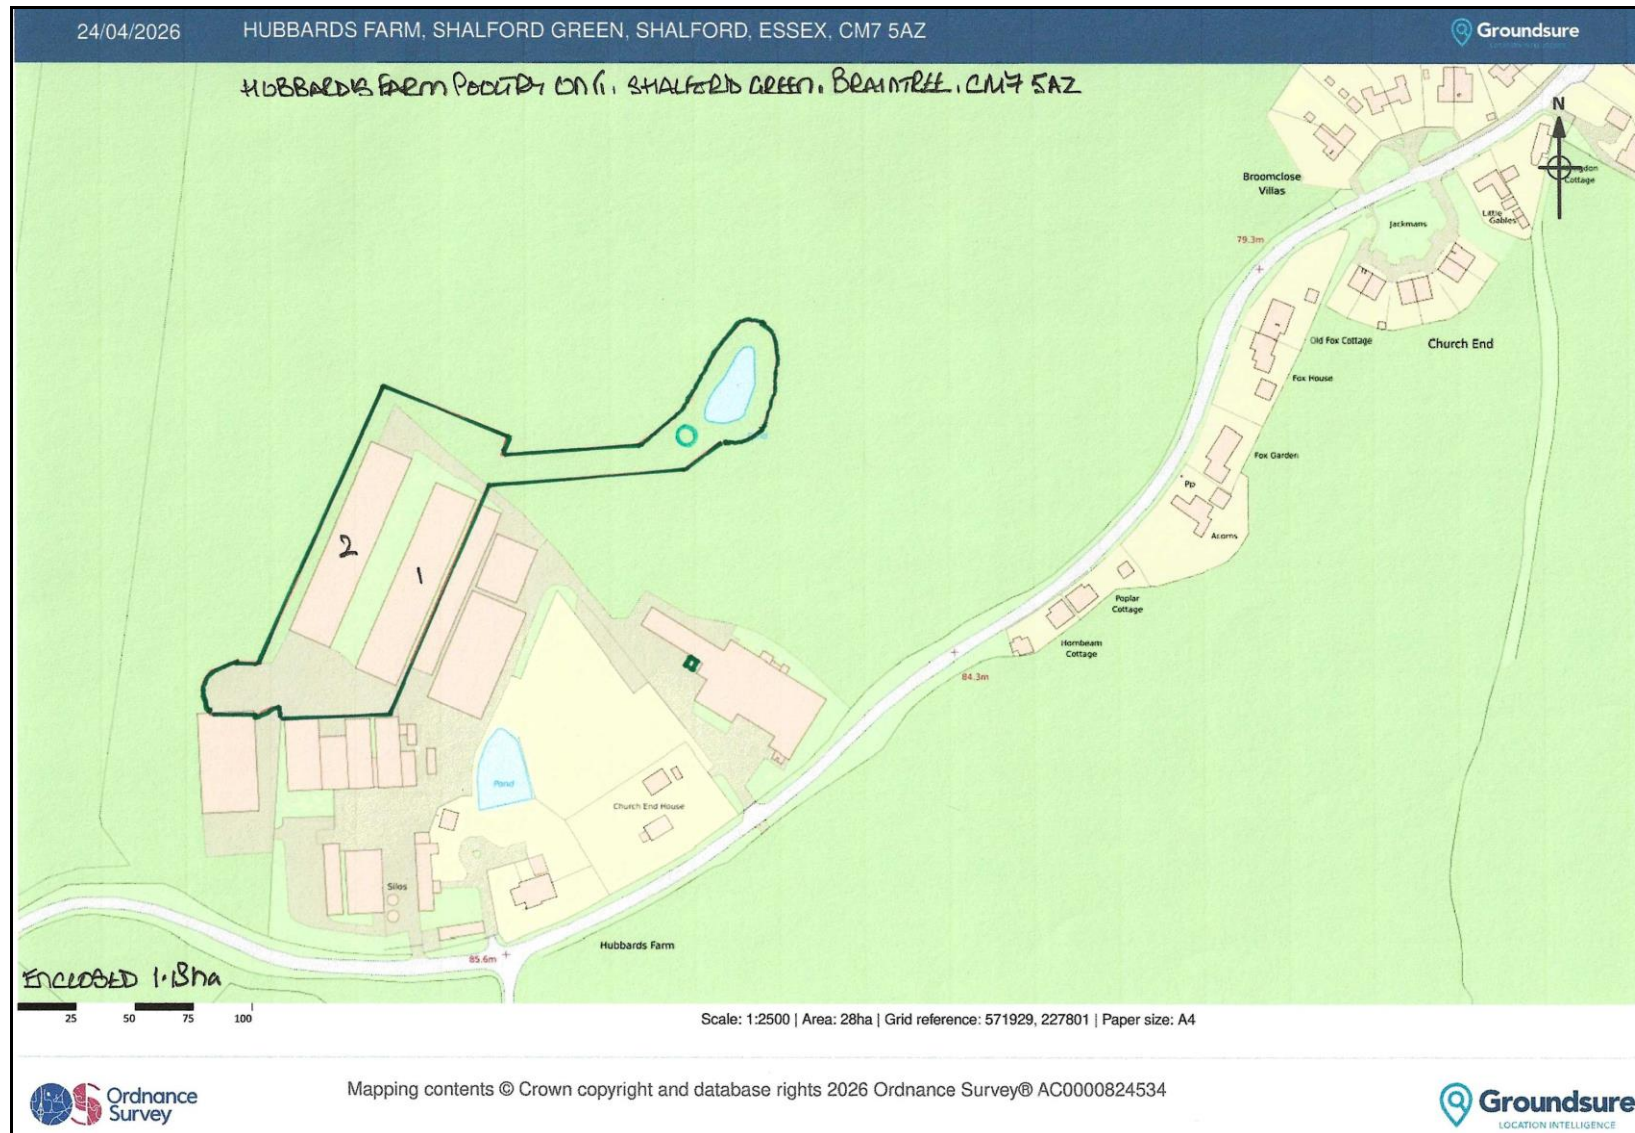 24/04/2026
HUBBARDS FARM, SHALFORD GREEN, SHALFORD, ESSEX, CM7 5AZ
Groundsure
LOCATION INTELLIGENCE
HUBBARDS FARM POULTRY UNIT, SHALFORD GREEN, BRAINTREE, CM7 5AZ
N
Broomclose
Villas
Cottage
Little
Gables
Jackmans
79.3m
Old Fox Cottage
Church End
Fox House
Fox Garden
Pp
Acorns
2
1
Poplar
Cottage
Hornbeam
Cottage
84.3m
Pond
Church End House
Silos
Hubbards Farm
85.6m
ENCLOSED 1.13ha
25 50 75 100
Scale: 1:2500 | Area: 28ha | Grid reference: 571929, 227801 | Paper size: A4
Ordnance
Survey
Mapping contents © Crown copyright and database rights 2026 Ordnance Survey® AC0000824534
Groundsure
LOCATION INTELLIGENCE